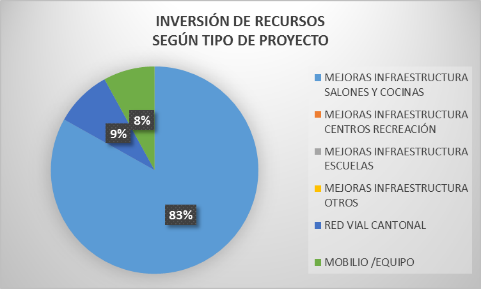 INVERSIÓN DE RECURSOS
SEGÚN TIPO DE PROYECTO
8%
9%
83%
MEJORAS INFRAESTRUCTURA
SALONES Y COCINAS
MEJORAS INFRAESTRUCTURA
CENTROS RECREACIÓN
MEJORAS INFRAESTRUCTURA
ESCUELAS
MEJORAS INFRAESTRUCTURA
OTROS
RED VIAL CANTONAL
MOBILIO /EQUIPO